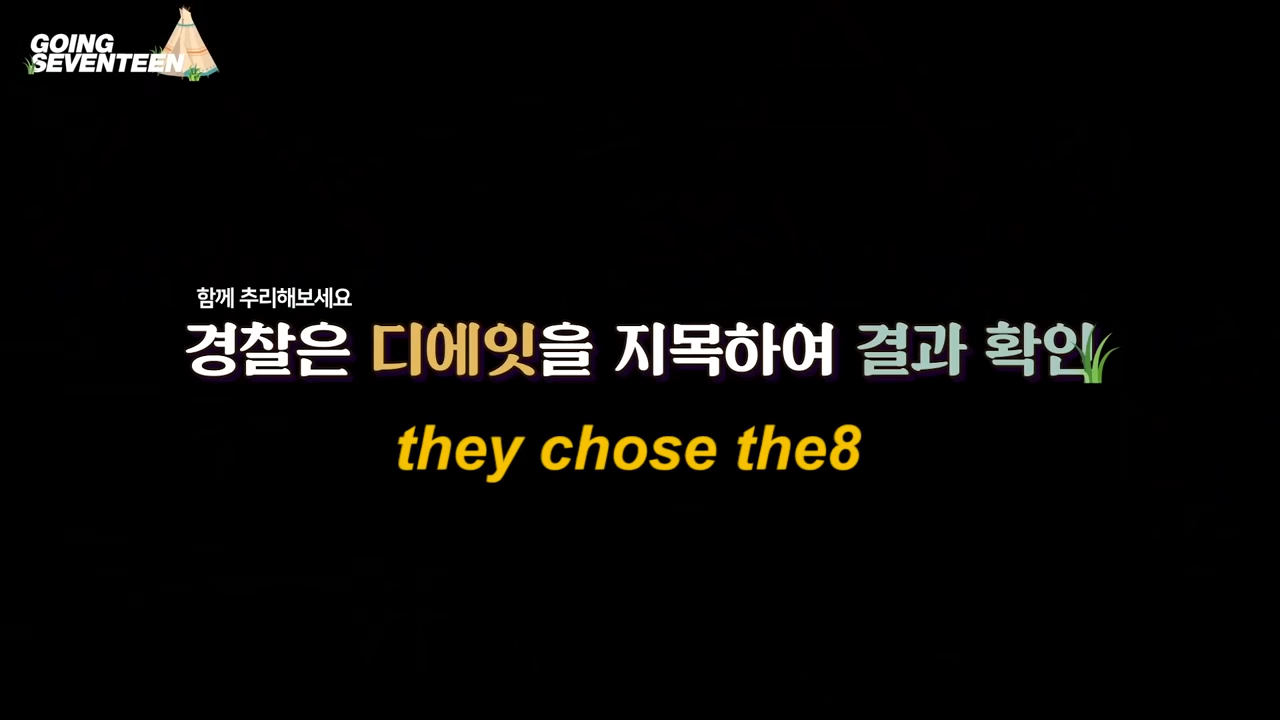 GOING
SEVENTEEN
함께 추리해보세요
경찰은 디에잇을 지목하여 결과 확인
they chose the8